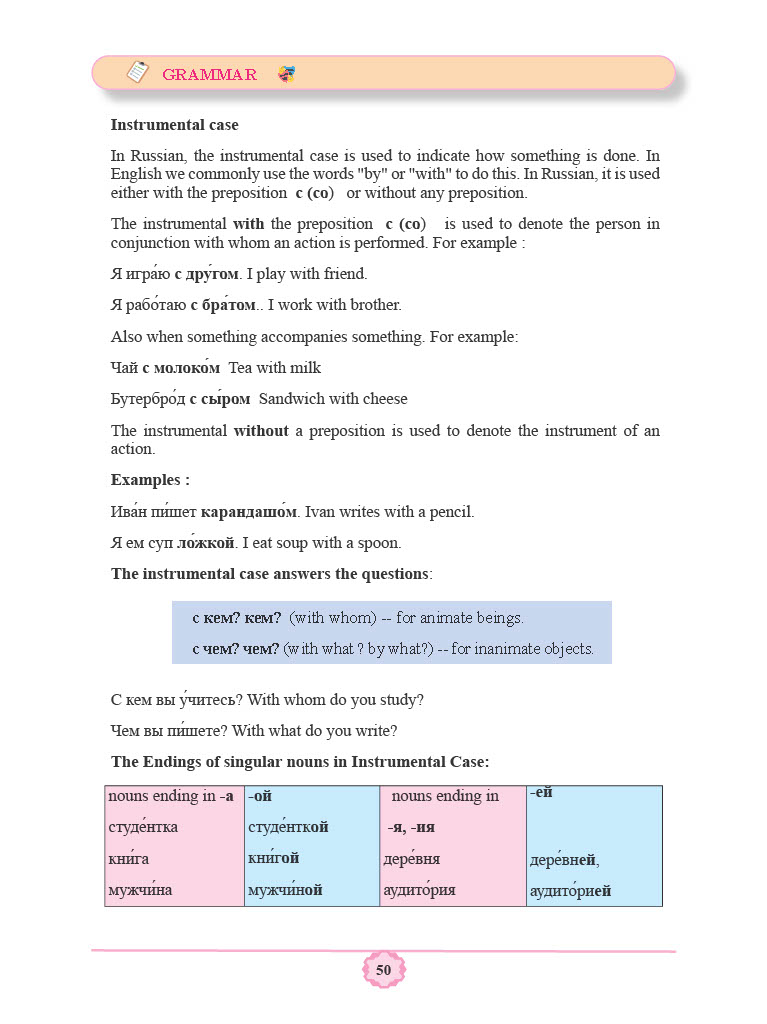 GRAMMAR
Instrumental case
In Russian, the instrumental case is used to indicate how something is done. In
English we commonly use the words "by" or "with" to do this. In Russian, it is used
either with the preposition с (со) or without any preposition.
The instrumental with the preposition с (со) is used to denote the person in
conjunction with whom an action is performed. For example :
Я игра́ю с дру́гом. I play with friend.
Я рабо́таю с бра́том.. I work with brother.
Also when something accompanies something. For example:
Чай с молоко́м Tea with milk
Бутербро́д с сы́ром Sandwich with cheese
The instrumental without a preposition is used to denote the instrument of an
action.
Examples :
Ива́н пи́шет карандашо́м. Ivan writes with a pencil.
Я ем суп ло́жкой. I eat soup with a spoon.
The instrumental case answers the questions:
с кем? кем? (with whom) -- for animate beings.
с чем? чем? (with what ? by what?) -- for inanimate objects.
С кем вы у́читесь? With whom do you study?
Чем вы пи́шете? With what do you write?
The Endings of singular nouns in Instrumental Case:
nouns ending in -а -ой nouns ending in -ей
студе́нтка студе́нткой -я, -ия
кни́га кни́гой дере́вня дере́вней,
мужчи́на мужчи́ной аудито́рия аудито́рией
50